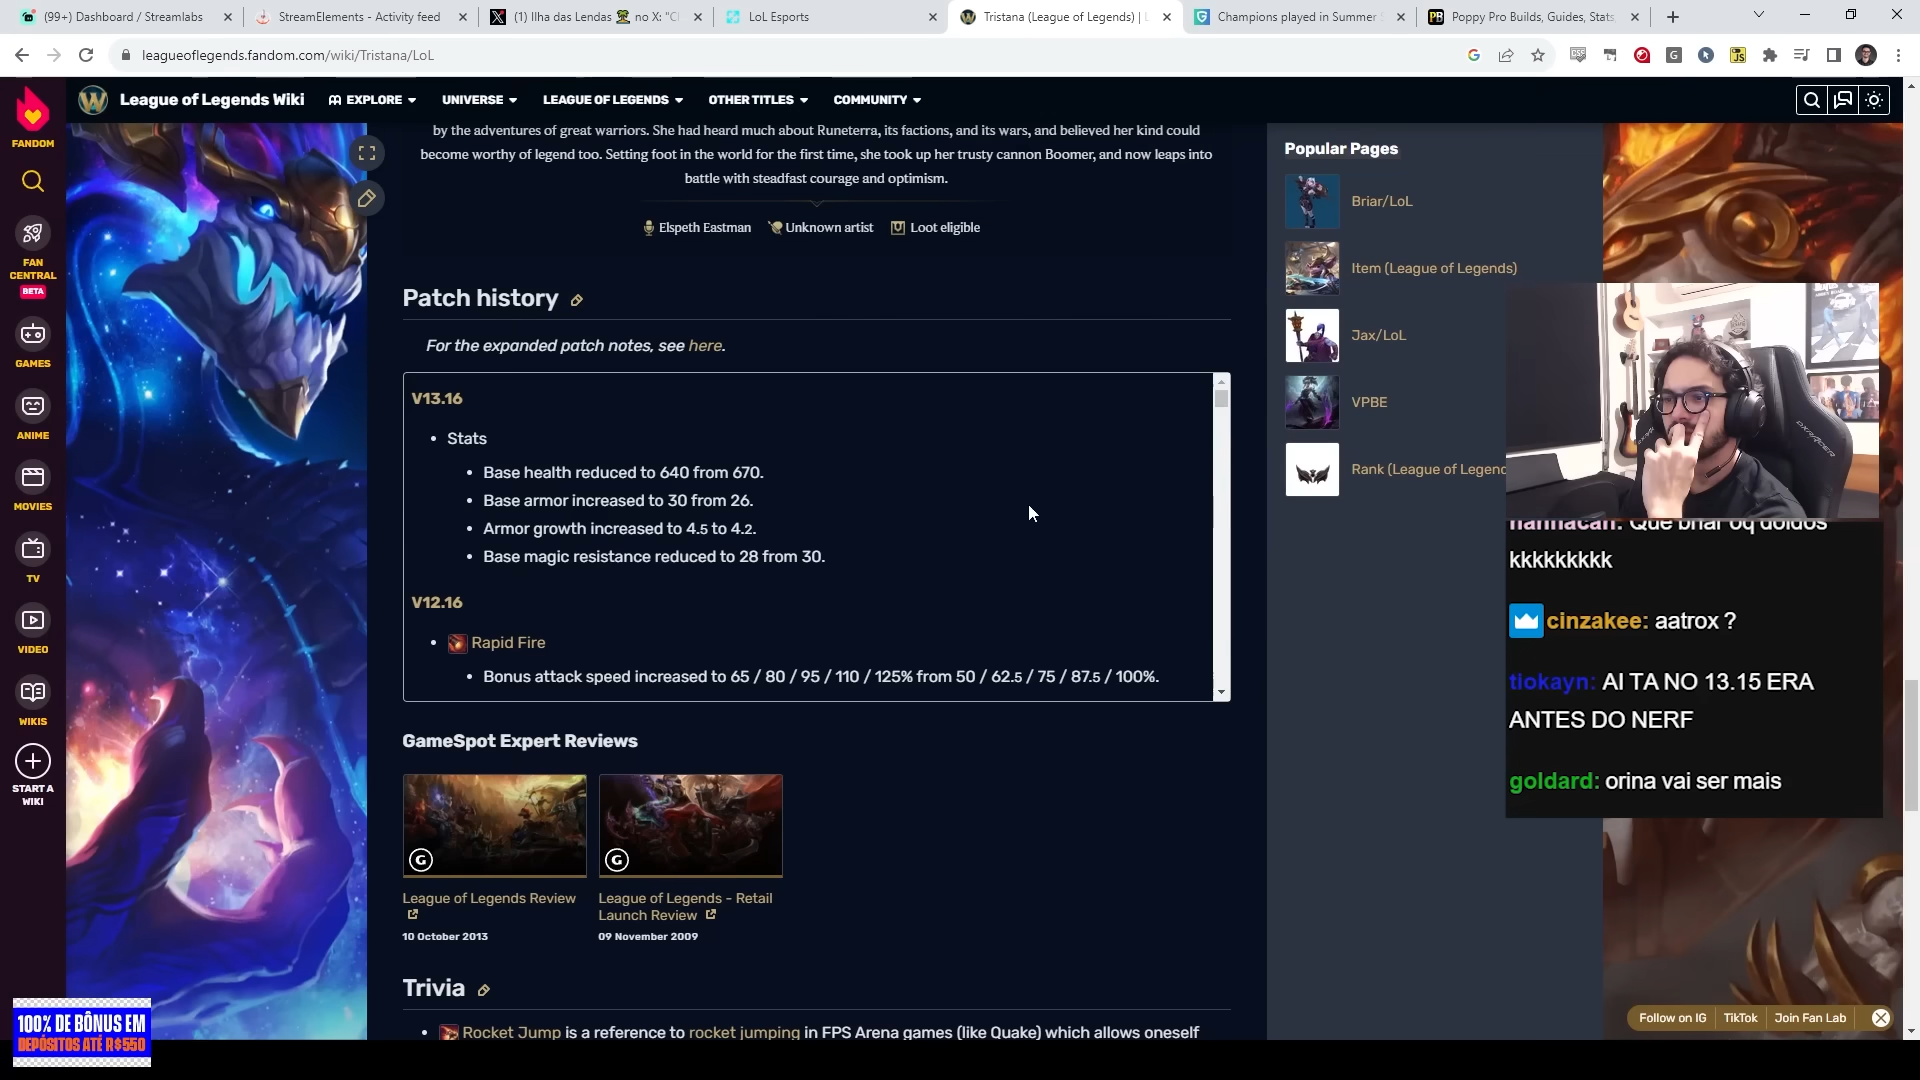 (99+) Dashboard / Streamlabs
StreamElements - Activity feed
(1) Ilha das Lendas no X: "C
LoL Esports
Tristana (League of Legends) | L
Champions played in Summer
Poppy Pro Builds, Guides, Stats,
leagueoflegends.fandom.com/wiki/Tristana/LoL
League of Legends Wiki
EXPLORE
UNIVERSE
LEAGUE OF LEGENDS
OTHER TITLES
COMMUNITY
FANDOM
FAN
CENTRAL
BETA
GAMES
ANIME
MOVIES
TV
VIDEO
WIKIS
START A
WIKI
by the adventures of great warriors. She had heard much about Runeterra, its factions, and its wars, and believed her kind could
become worthy of legend too. Setting foot in the world for the first time, she took up her trusty cannon Boomer, and now leaps into
battle with steadfast courage and optimism.
Elspeth Eastman Unknown artist Loot eligible
Patch history
For the expanded patch notes, see here.
V13.16
• Stats
• Base health reduced to 640 from 670.
• Base armor increased to 30 from 26.
• Armor growth increased to 4.5 to 4.2.
• Base magic resistance reduced to 28 from 30.
V12.16
• Rapid Fire
• Bonus attack speed increased to 65 / 80 / 95 / 110 / 125% from 50 / 62.5 / 75 / 87.5 / 100%.
GameSpot Expert Reviews
League of Legends Review
10 October 2013
League of Legends - Retail
Launch Review
09 November 2009
Trivia
• Rocket Jump is a reference to rocket jumping in FPS Arena games (like Quake) which allows oneself
Popular Pages
Briar/LoL
Item (League of Legends)
Jax/LoL
VPBE
Rank (League of Legend
DXRACER
hannacan: Que briar oq doidos
kkkkkkkkk
cinzakee: aatrox ?
tiokayn: AI TA NO 13.15 ERA
ANTES DO NERF
goldard: orina vai ser mais
Follow on IG
TikTok
Join Fan Lab
100% DE BÔNUS EM
DEPÓSITOS ATÉ R$550